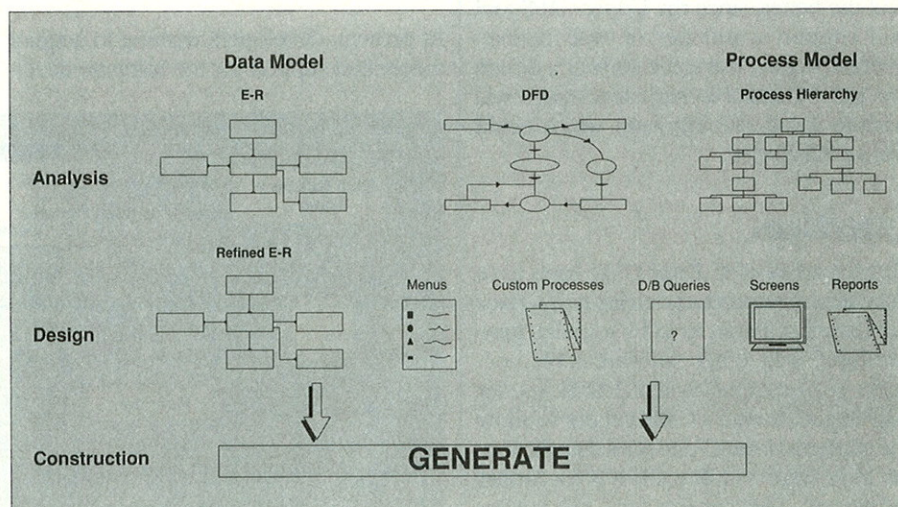 Data Model
Process Model
E-R
DFD
Process Hierarchy
Analysis
Refined E-R
Menus
Custom Processes
D/B Queries
Screens
Reports
?
Design
Construction
GENERATE